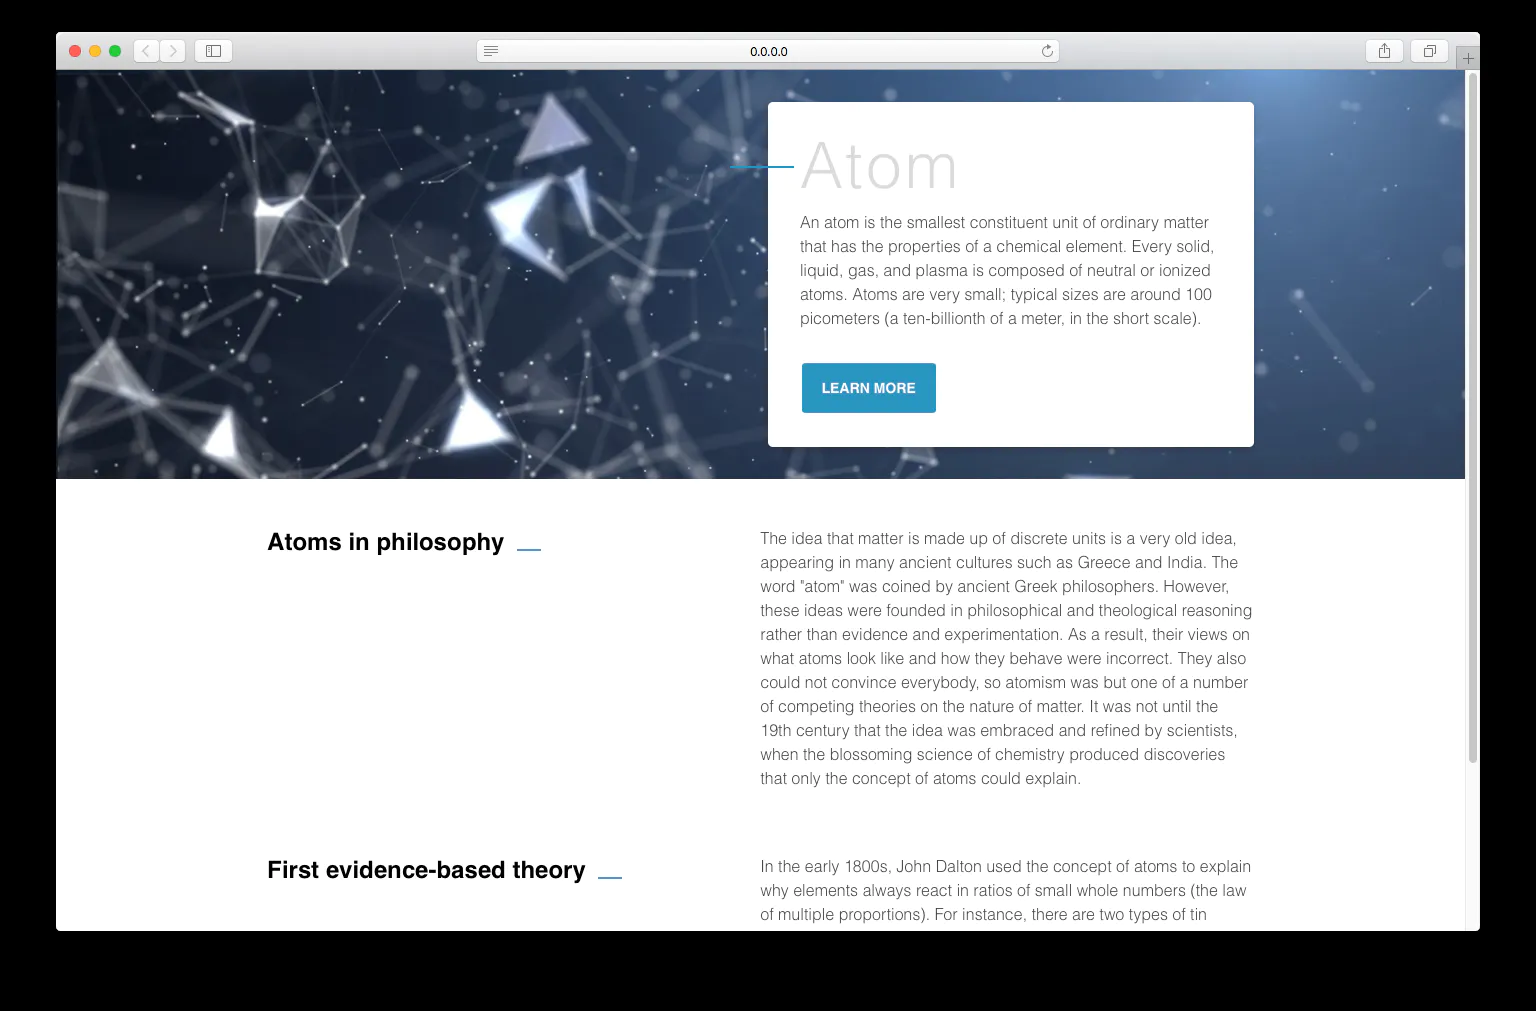 0.0.0.0
Atom
An atom is the smallest constituent unit of ordinary matter
that has the properties of a chemical element. Every solid,
liquid, gas, and plasma is composed of neutral or ionized
atoms. Atoms are very small; typical sizes are around 100
picometers (a ten-billionth of a meter, in the short scale).
LEARN MORE
Atoms in philosophy
The idea that matter is made up of discrete units is a very old idea,
appearing in many ancient cultures such as Greece and India. The
word "atom" was coined by ancient Greek philosophers. However,
these ideas were founded in philosophical and theological reasoning
rather than evidence and experimentation. As a result, their views on
what atoms look like and how they behave were incorrect. They also
could not convince everybody, so atomism was but one of a number
of competing theories on the nature of matter. It was not until the
19th century that the idea was embraced and refined by scientists,
when the blossoming science of chemistry produced discoveries
that only the concept of atoms could explain.
First evidence-based theory
In the early 1800s, John Dalton used the concept of atoms to explain
why elements always react in ratios of small whole numbers (the law
of multiple proportions). For instance, there are two types of tin